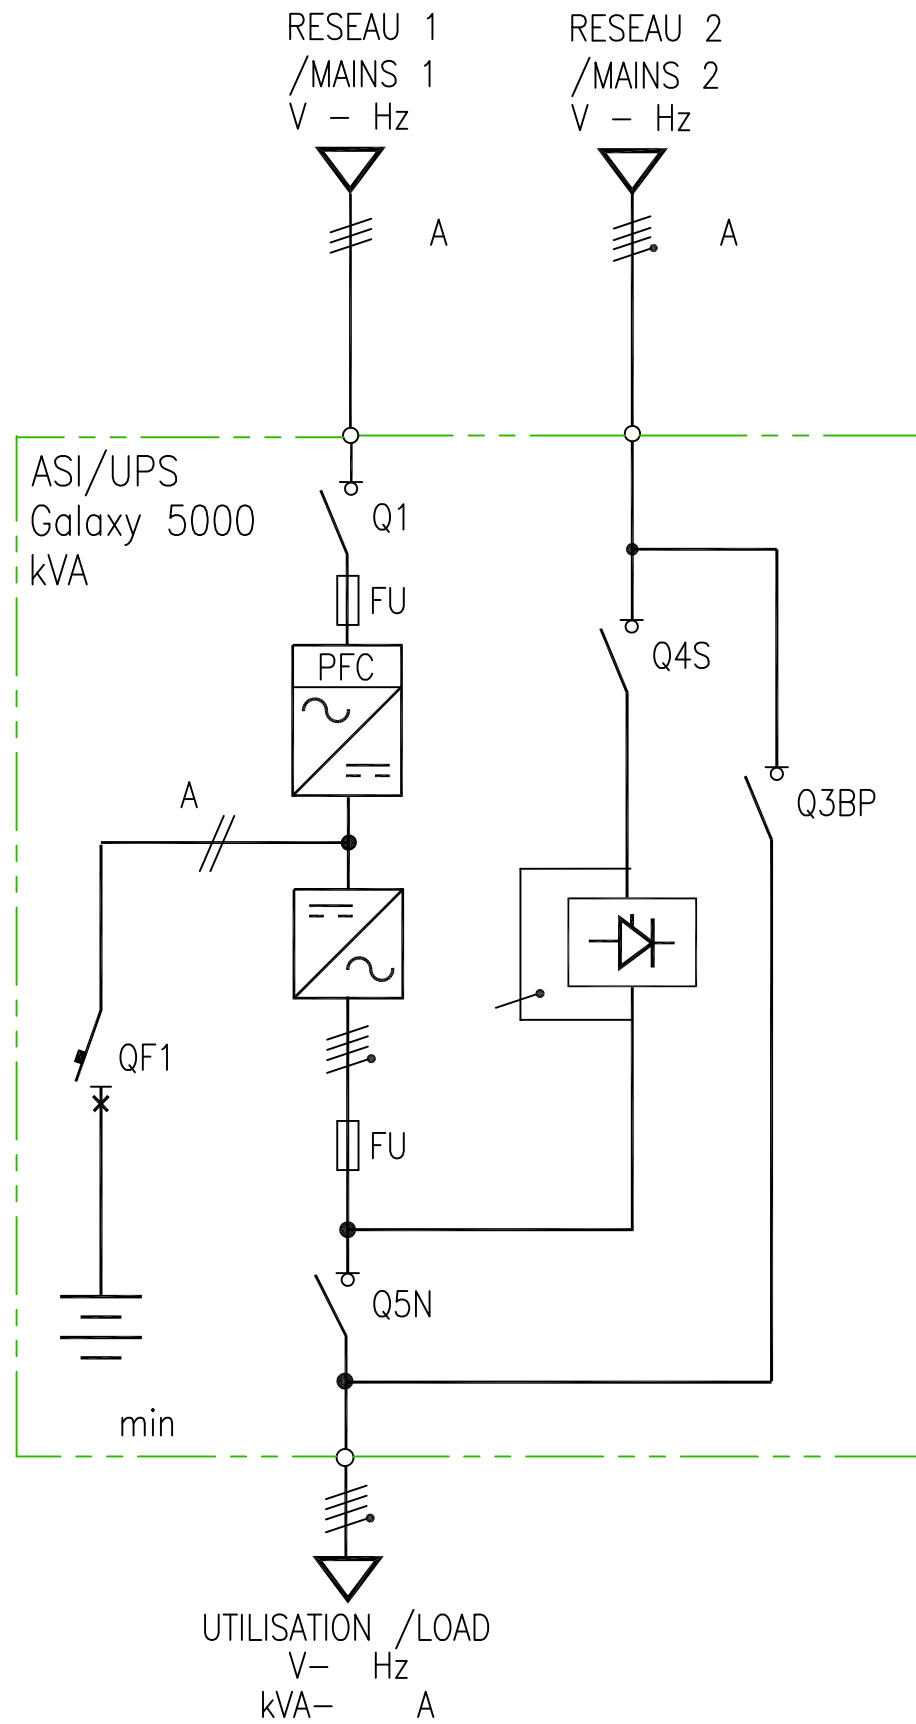 RESEAU 1
/MAINS 1
V - Hz
RESEAU 2
/MAINS 2
V - Hz
A
A
ASI/UPS
Galaxy 5000
kVA
Q1
FU
PFC
Q4S
A
Q3BP
QF1
FU
Q5N
min
UTILISATION /LOAD
V- Hz
kVA- A